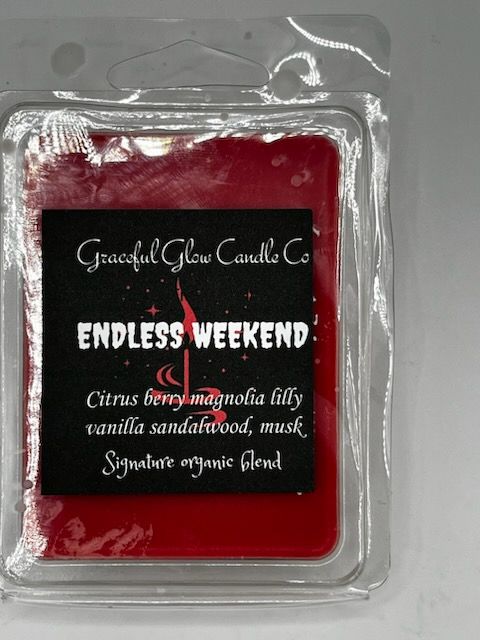 Graceful Glow Candle Co
ENDLESS WEEKEND
Citrus berry magnolia lilly
vanilla sandalwood, musk
Signature organic blend